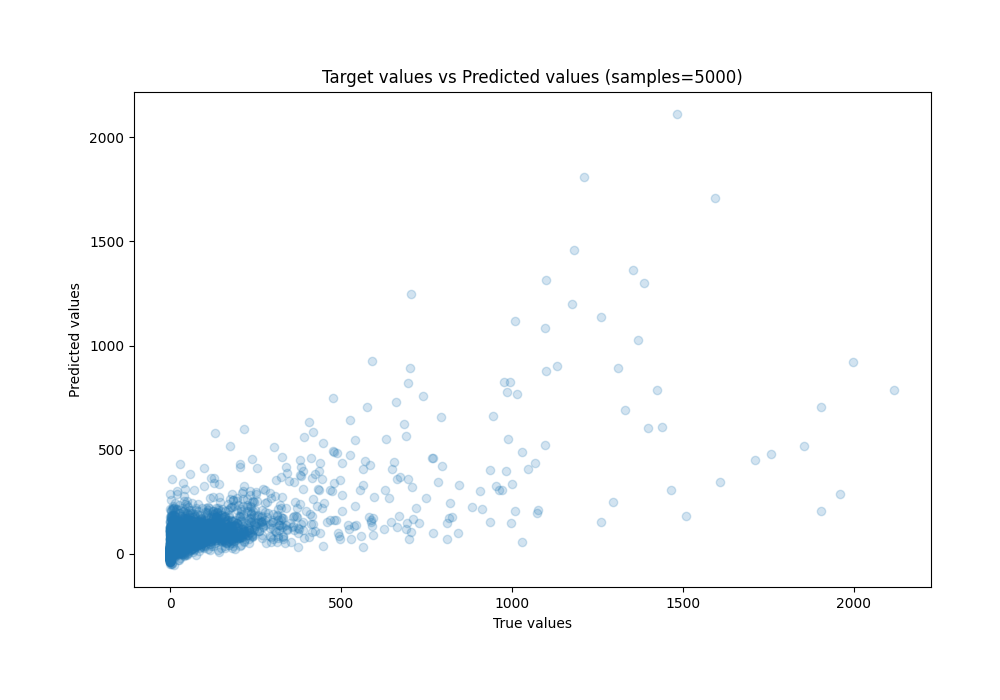 Target values vs Predicted values (samples=5000)
2000
1500
1000
500
0
Predicted values
0 500 1000 1500 2000
True values